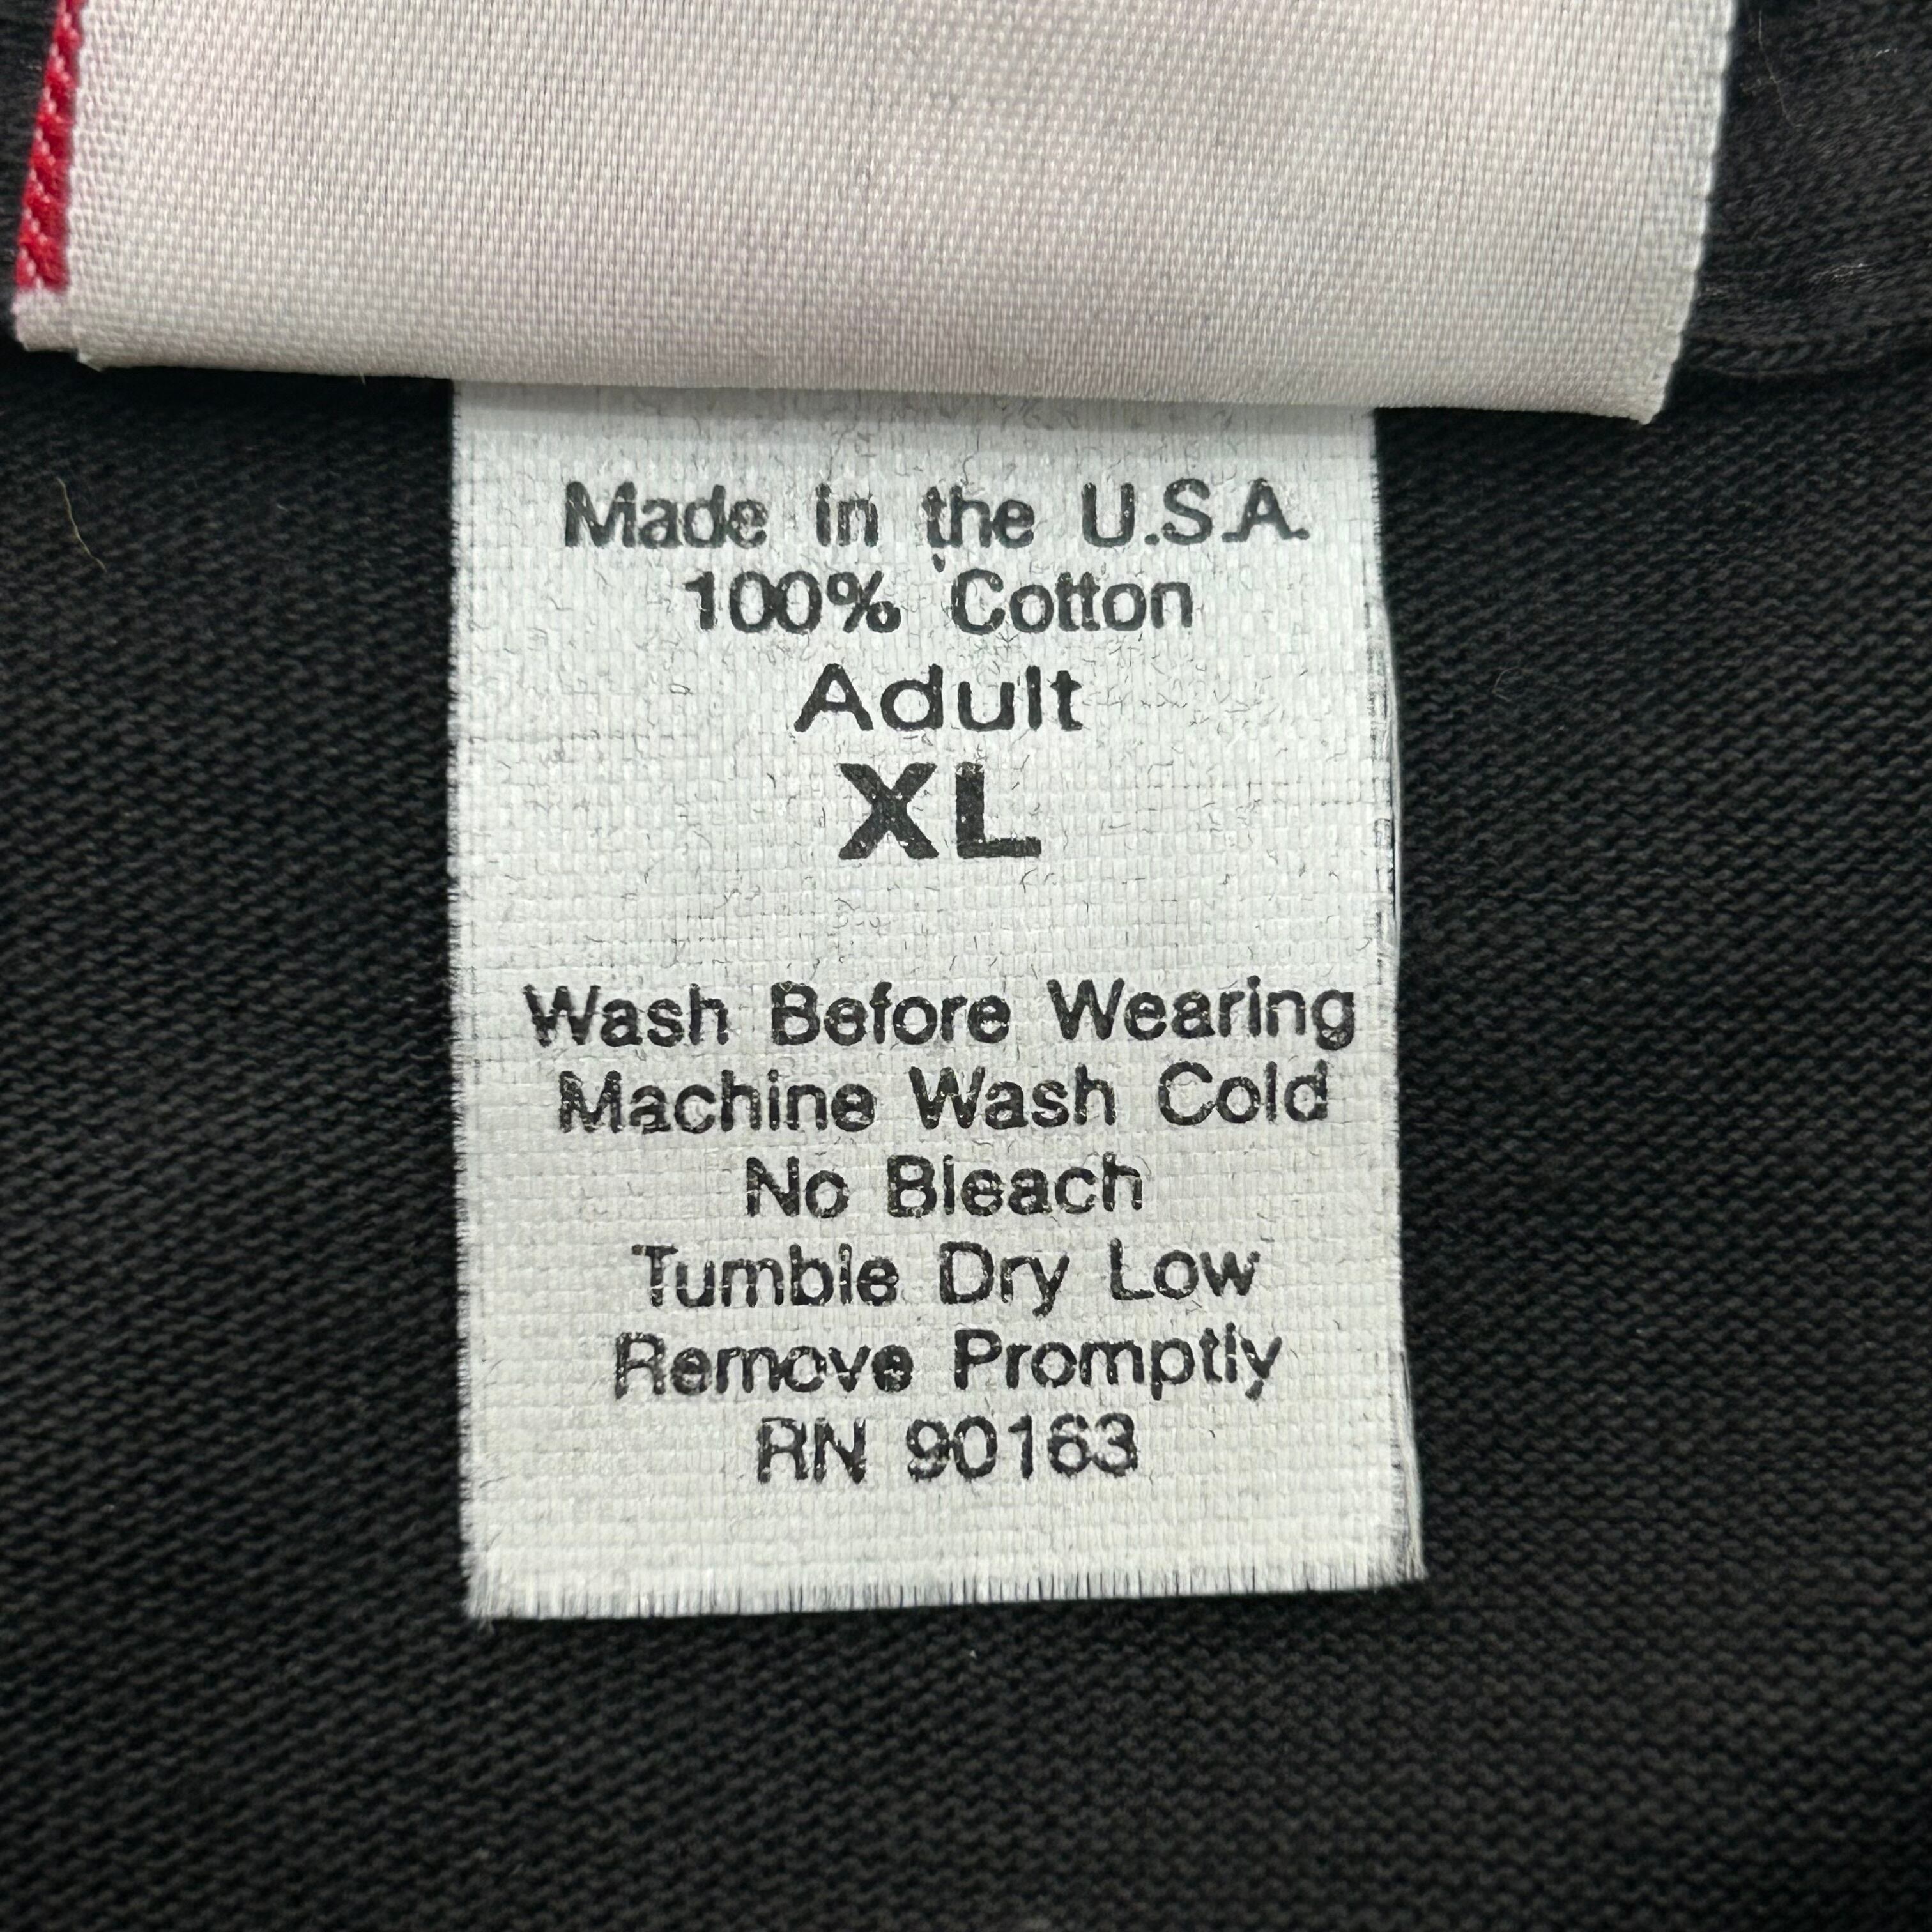 Made in the U.S.A.
100% Cotton
Adult
XL
Wash Before Wearing
Machine Wash Cold
No Bleach
Tumble Dry Low
Remove Promptly
RN 90163